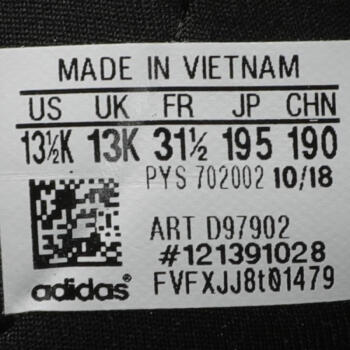 MADE IN VIETNAM
US UK FR JP CHN
13½K 13K 31½ 195 190
PYS 702002 10/18
ART D97902
#121391028
adidas® FVFXJJ8t01479